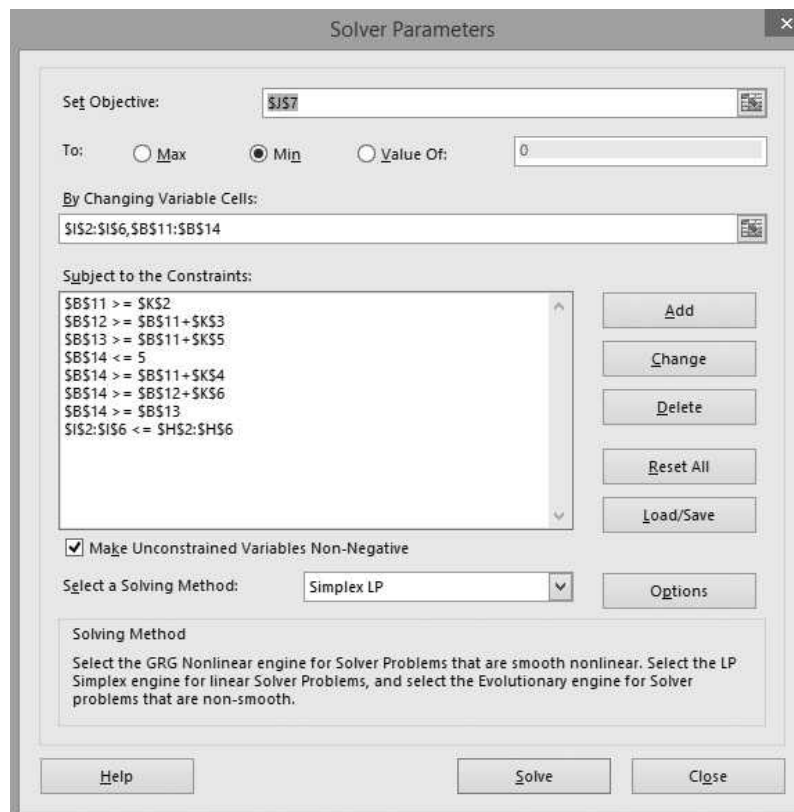 Solver Parameters
Set Objective: $J$7
To: Max Min Value Of: 0
By Changing Variable Cells:
$I$2:$I$6,$B$11:$B$14
Subject to the Constraints:
$B$11 >= $K$2
$B$12 >= $B$11+$K$3
$B$13 >= $B$11+$K$5
$B$14 <= 5
$B$14 >= $B$11+$K$4
$B$14 >= $B$12+$K$6
$B$14 >= $B$13
$I$2:$I$6 <= $H$2:$H$6
Add
Change
Delete
Reset All
Load/Save
Make Unconstrained Variables Non-Negative
Select a Solving Method: Simplex LP Options
Solving Method
Select the GRG Nonlinear engine for Solver Problems that are smooth nonlinear. Select the LP
Simplex engine for linear Solver Problems, and select the Evolutionary engine for Solver
problems that are non-smooth.
Help Solve Close